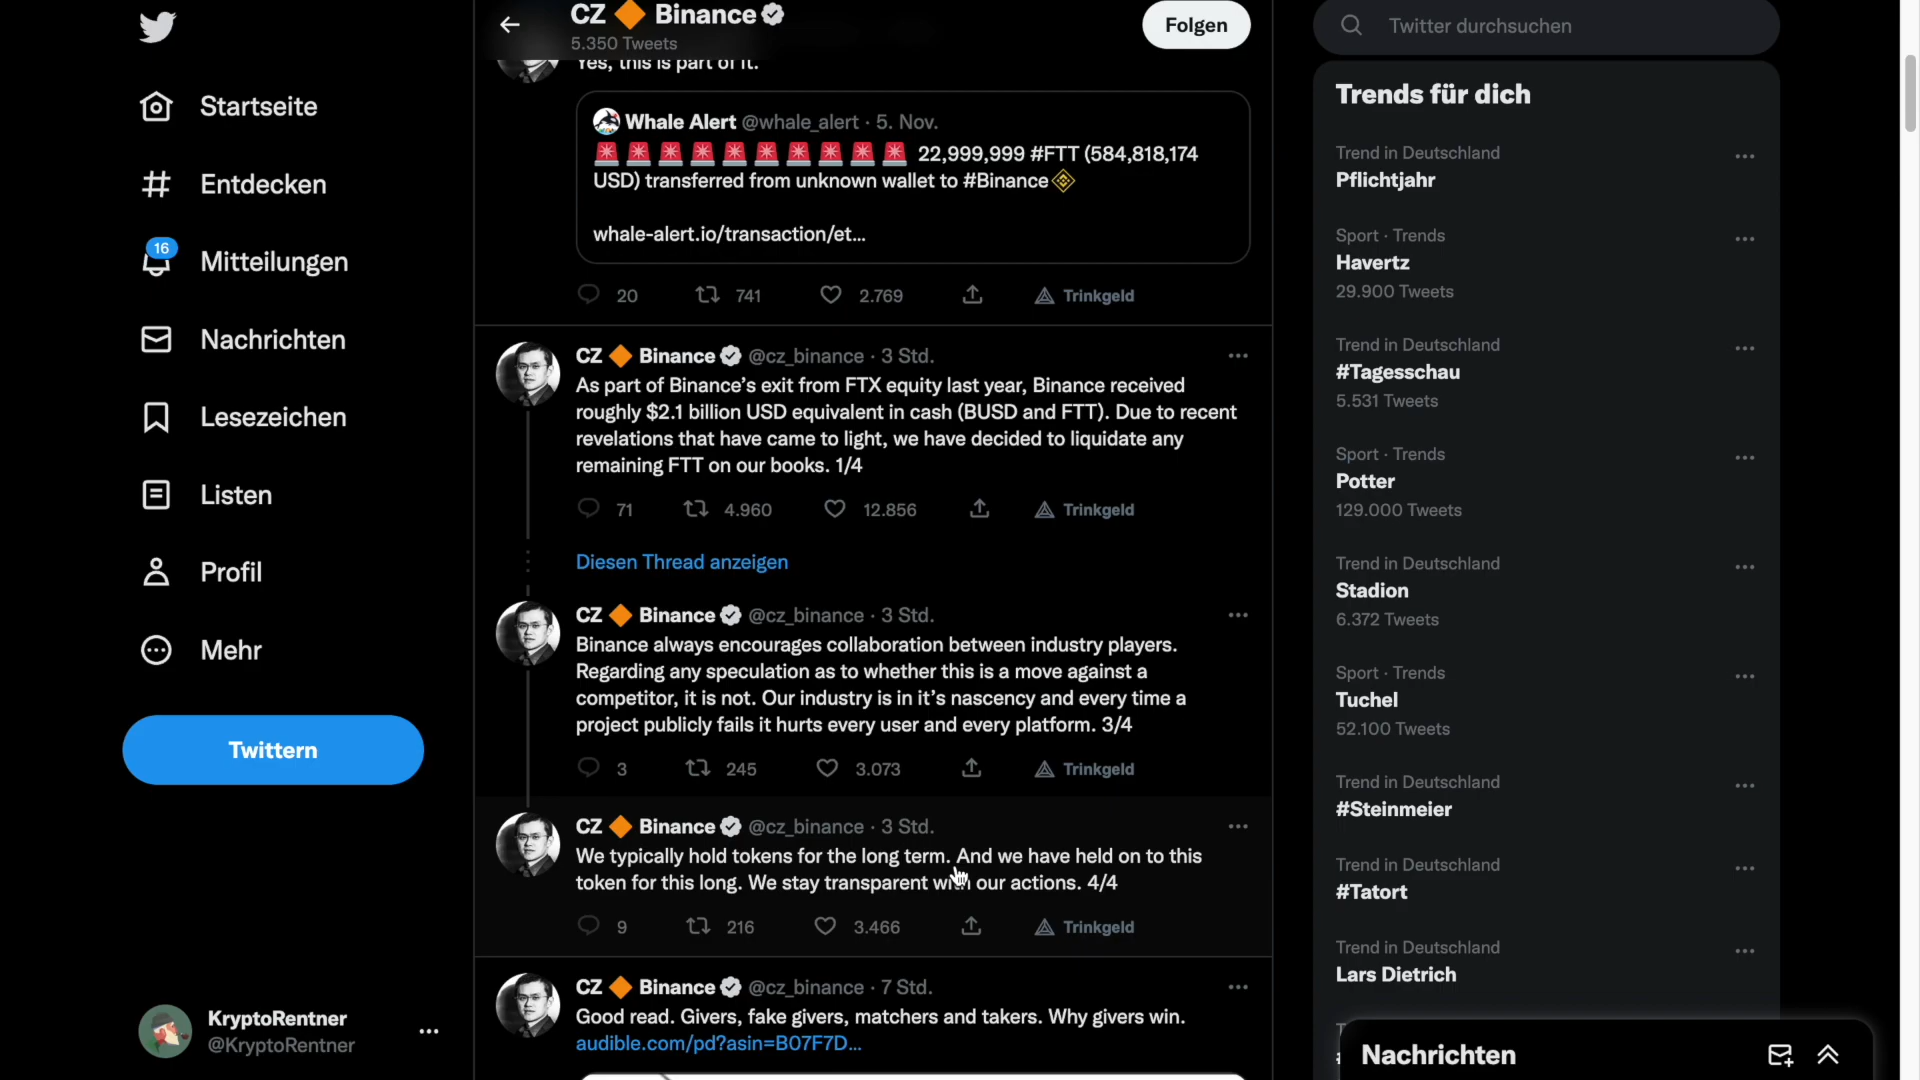 Startseite
Entdecken
16
Mitteilungen
Nachrichten
Lesezeichen
Listen
Profil
Mehr
Twittern
KryptoRentner
@KryptoRentner
CZ 🔶 Binance
5.350 Tweets
Folgen
Yes, this is part of it.
Whale Alert @whale_alert · 5. Nov.
🚨 🚨 🚨 🚨 🚨 🚨 🚨 🚨 🚨 🚨 22,999,999 #FTT (584,818,174
USD) transferred from unknown wallet to #Binance
whale-alert.io/transaction/et...
20 741 2.769 Trinkgeld
CZ 🔶 Binance @cz_binance · 3 Std.
As part of Binance’s exit from FTX equity last year, Binance received
roughly $2.1 billion USD equivalent in cash (BUSD and FTT). Due to recent
revelations that have came to light, we have decided to liquidate any
remaining FTT on our books. 1/4
71 4.960 12.856 Trinkgeld
Diesen Thread anzeigen
CZ 🔶 Binance @cz_binance · 3 Std.
Binance always encourages collaboration between industry players.
Regarding any speculation as to whether this is a move against a
competitor, it is not. Our industry is in it’s nascency and every time a
project publicly fails it hurts every user and every platform. 3/4
3 245 3.073 Trinkgeld
CZ 🔶 Binance @cz_binance · 3 Std.
We typically hold tokens for the long term. And we have held on to this
token for this long. We stay transparent with our actions. 4/4
9 216 3.466 Trinkgeld
CZ 🔶 Binance @cz_binance · 7 Std.
Good read. Givers, fake givers, matchers and takers. Why givers win.
audible.com/pd?asin=B07F7D...
Twitter durchsuchen
Trends für dich
Trend in Deutschland
Pflichtjahr
Sport · Trends
Havertz
29.900 Tweets
Trend in Deutschland
#Tagesschau
5.531 Tweets
Sport · Trends
Potter
129.000 Tweets
Trend in Deutschland
Stadion
6.372 Tweets
Sport · Trends
Tuchel
52.100 Tweets
Trend in Deutschland
#Steinmeier
Trend in Deutschland
#Tatort
Trend in Deutschland
Lars Dietrich
Nachrichten